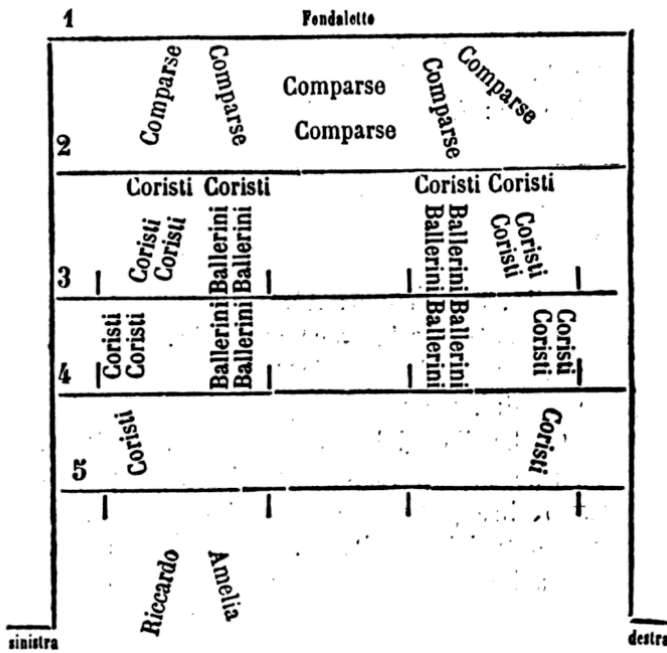 1 Fondaletto
Comparse Comparse Comparse Comparse Comparse
Comparse
2
Coristi Coristi Coristi Coristi
Coristi Coristi Ballerini Ballerini Ballerini Ballerini Coristi Coristi
3
Coristi Coristi Ballerini Ballerini Ballerini Ballerini Coristi Coristi
4
Coristi Coristi
5
Riccardo Amelia
sinistra destra